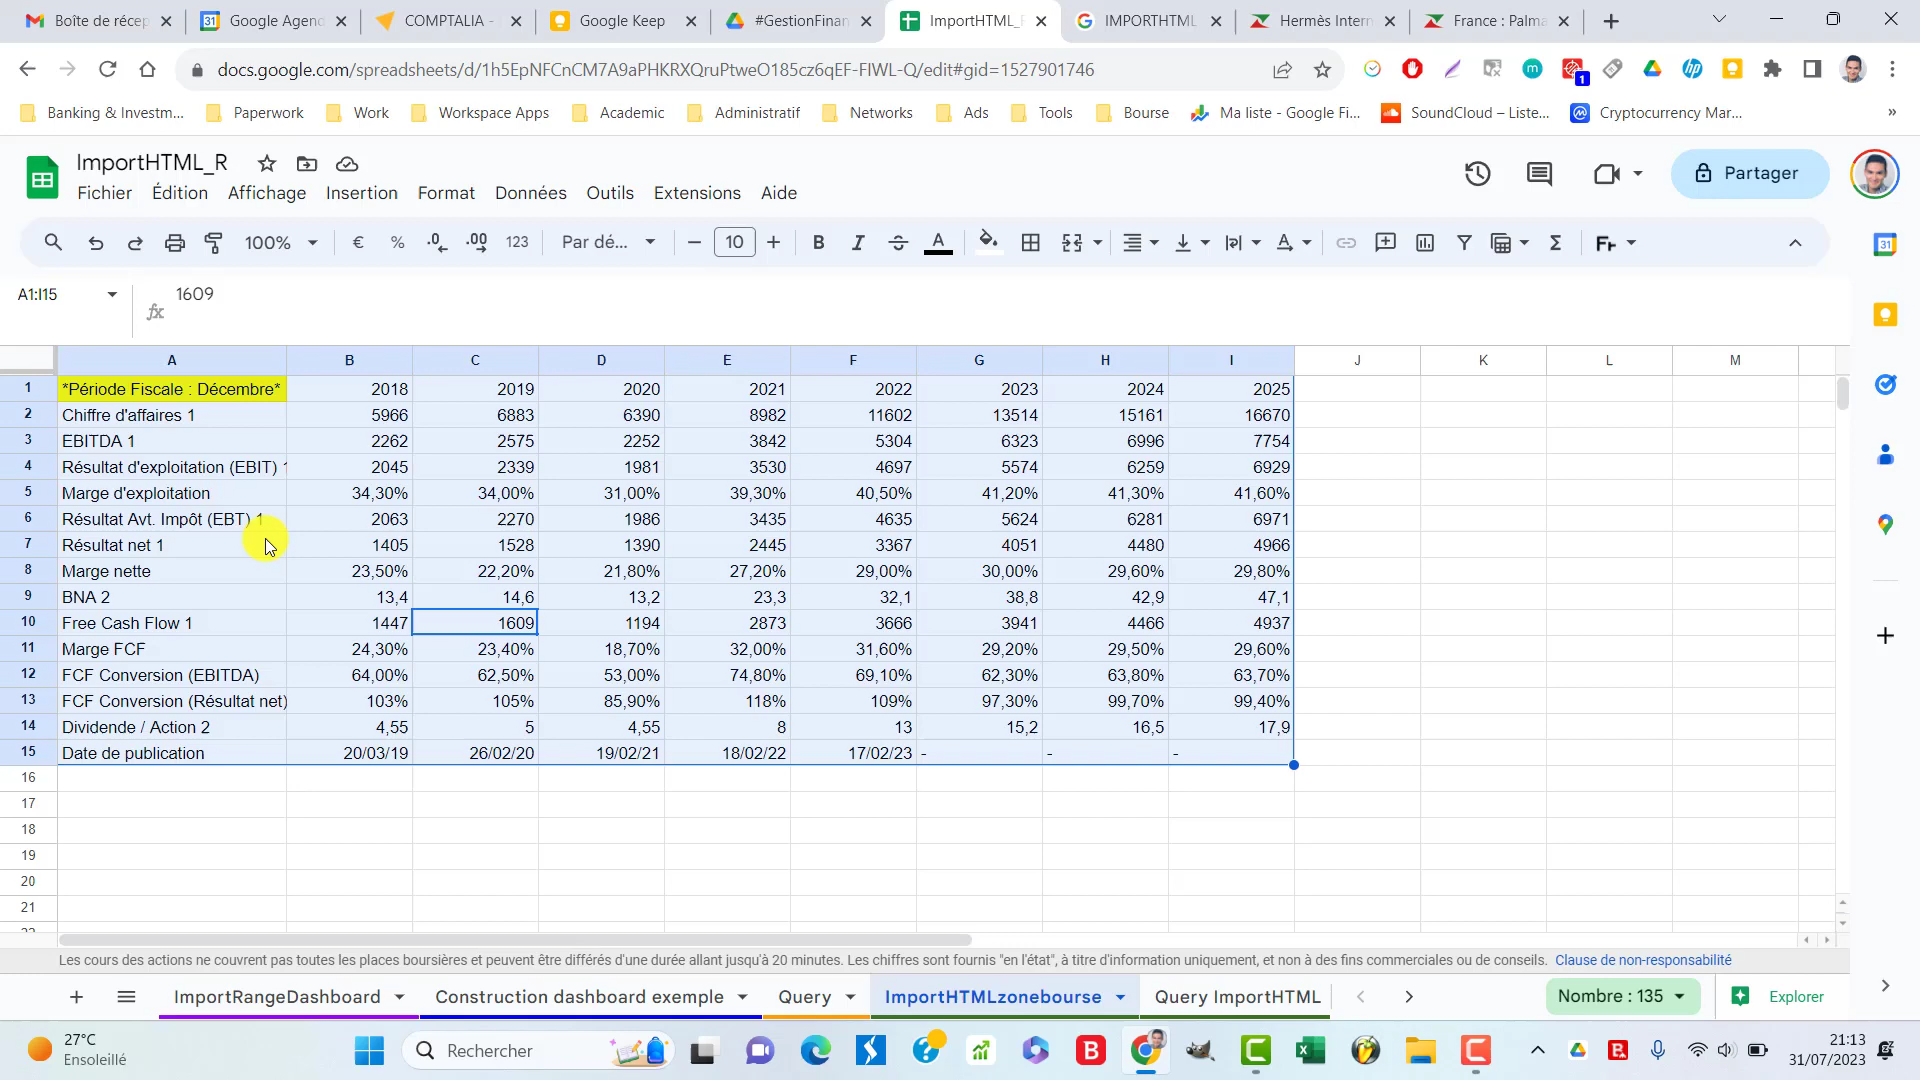 Boîte de récep
Google Agend
COMPTALIA -
Google Keep
#GestionFinan
ImportHTML_R
IMPORTHTML
Hermès Intern
France : Palma
docs.google.com/spreadsheets/d/1h5EpNFCnCM7A9aPHKRXQruPtweO185cz6qEF-FIWL-Q/edit#gid=1527901746
1
Banking & Investm...
Paperwork
Work
Workspace Apps
Academic
Administratif
Networks
Ads
Tools
Bourse
Ma liste - Google Fi...
SoundCloud – Liste...
Cryptocurrency Mar...
»
ImportHTML_R
Fichier Édition Affichage Insertion Format Données Outils Extensions Aide
Partager
100% € % .0 .00 123 Par dé... − 10 + B I S A Σ
31
A1:I15
fx 1609
A B C D E F G H I J K L M
1 *Période Fiscale : Décembre* 2018 2019 2020 2021 2022 2023 2024 2025
2 Chiffre d'affaires 1 5966 6883 6390 8982 11602 13514 15161 16670
3 EBITDA 1 2262 2575 2252 3842 5304 6323 6996 7754
4 Résultat d'exploitation (EBIT) 1 2045 2339 1981 3530 4697 5574 6259 6929
5 Marge d'exploitation 34,30% 34,00% 31,00% 39,30% 40,50% 41,20% 41,30% 41,60%
6 Résultat Avt. Impôt (EBT) 1 2063 2270 1986 3435 4635 5624 6281 6971
7 Résultat net 1 1405 1528 1390 2445 3367 4051 4480 4966
8 Marge nette 23,50% 22,20% 21,80% 27,20% 29,00% 30,00% 29,60% 29,80%
9 BNA 2 13,4 14,6 13,2 23,3 32,1 38,8 42,9 47,1
10 Free Cash Flow 1 1447 1609 1194 2873 3666 3941 4466 4937
11 Marge FCF 24,30% 23,40% 18,70% 32,00% 31,60% 29,20% 29,50% 29,60%
12 FCF Conversion (EBITDA) 64,00% 62,50% 53,00% 74,80% 69,10% 62,30% 63,80% 63,70%
13 FCF Conversion (Résultat net) 103% 105% 85,90% 118% 109% 97,30% 99,70% 99,40%
14 Dividende / Action 2 4,55 5 4,55 8 13 15,2 16,5 17,9
15 Date de publication 20/03/19 26/02/20 19/02/21 18/02/22 17/02/23 - - -
16
17
18
19
20
21
22
Les cours des actions ne couvrent pas toutes les places boursières et peuvent être différés d'une durée allant jusqu'à 20 minutes. Les chiffres sont fournis "en l'état", à titre d'information uniquement, et non à des fins commerciales ou de conseils. Clause de non-responsabilité
ImportRangeDashboard
Construction dashboard exemple
Query
ImportHTMLzonebourse
Query ImportHTML
Nombre : 135
Explorer
27°C
Ensoleillé
Rechercher
21:13
31/07/2023